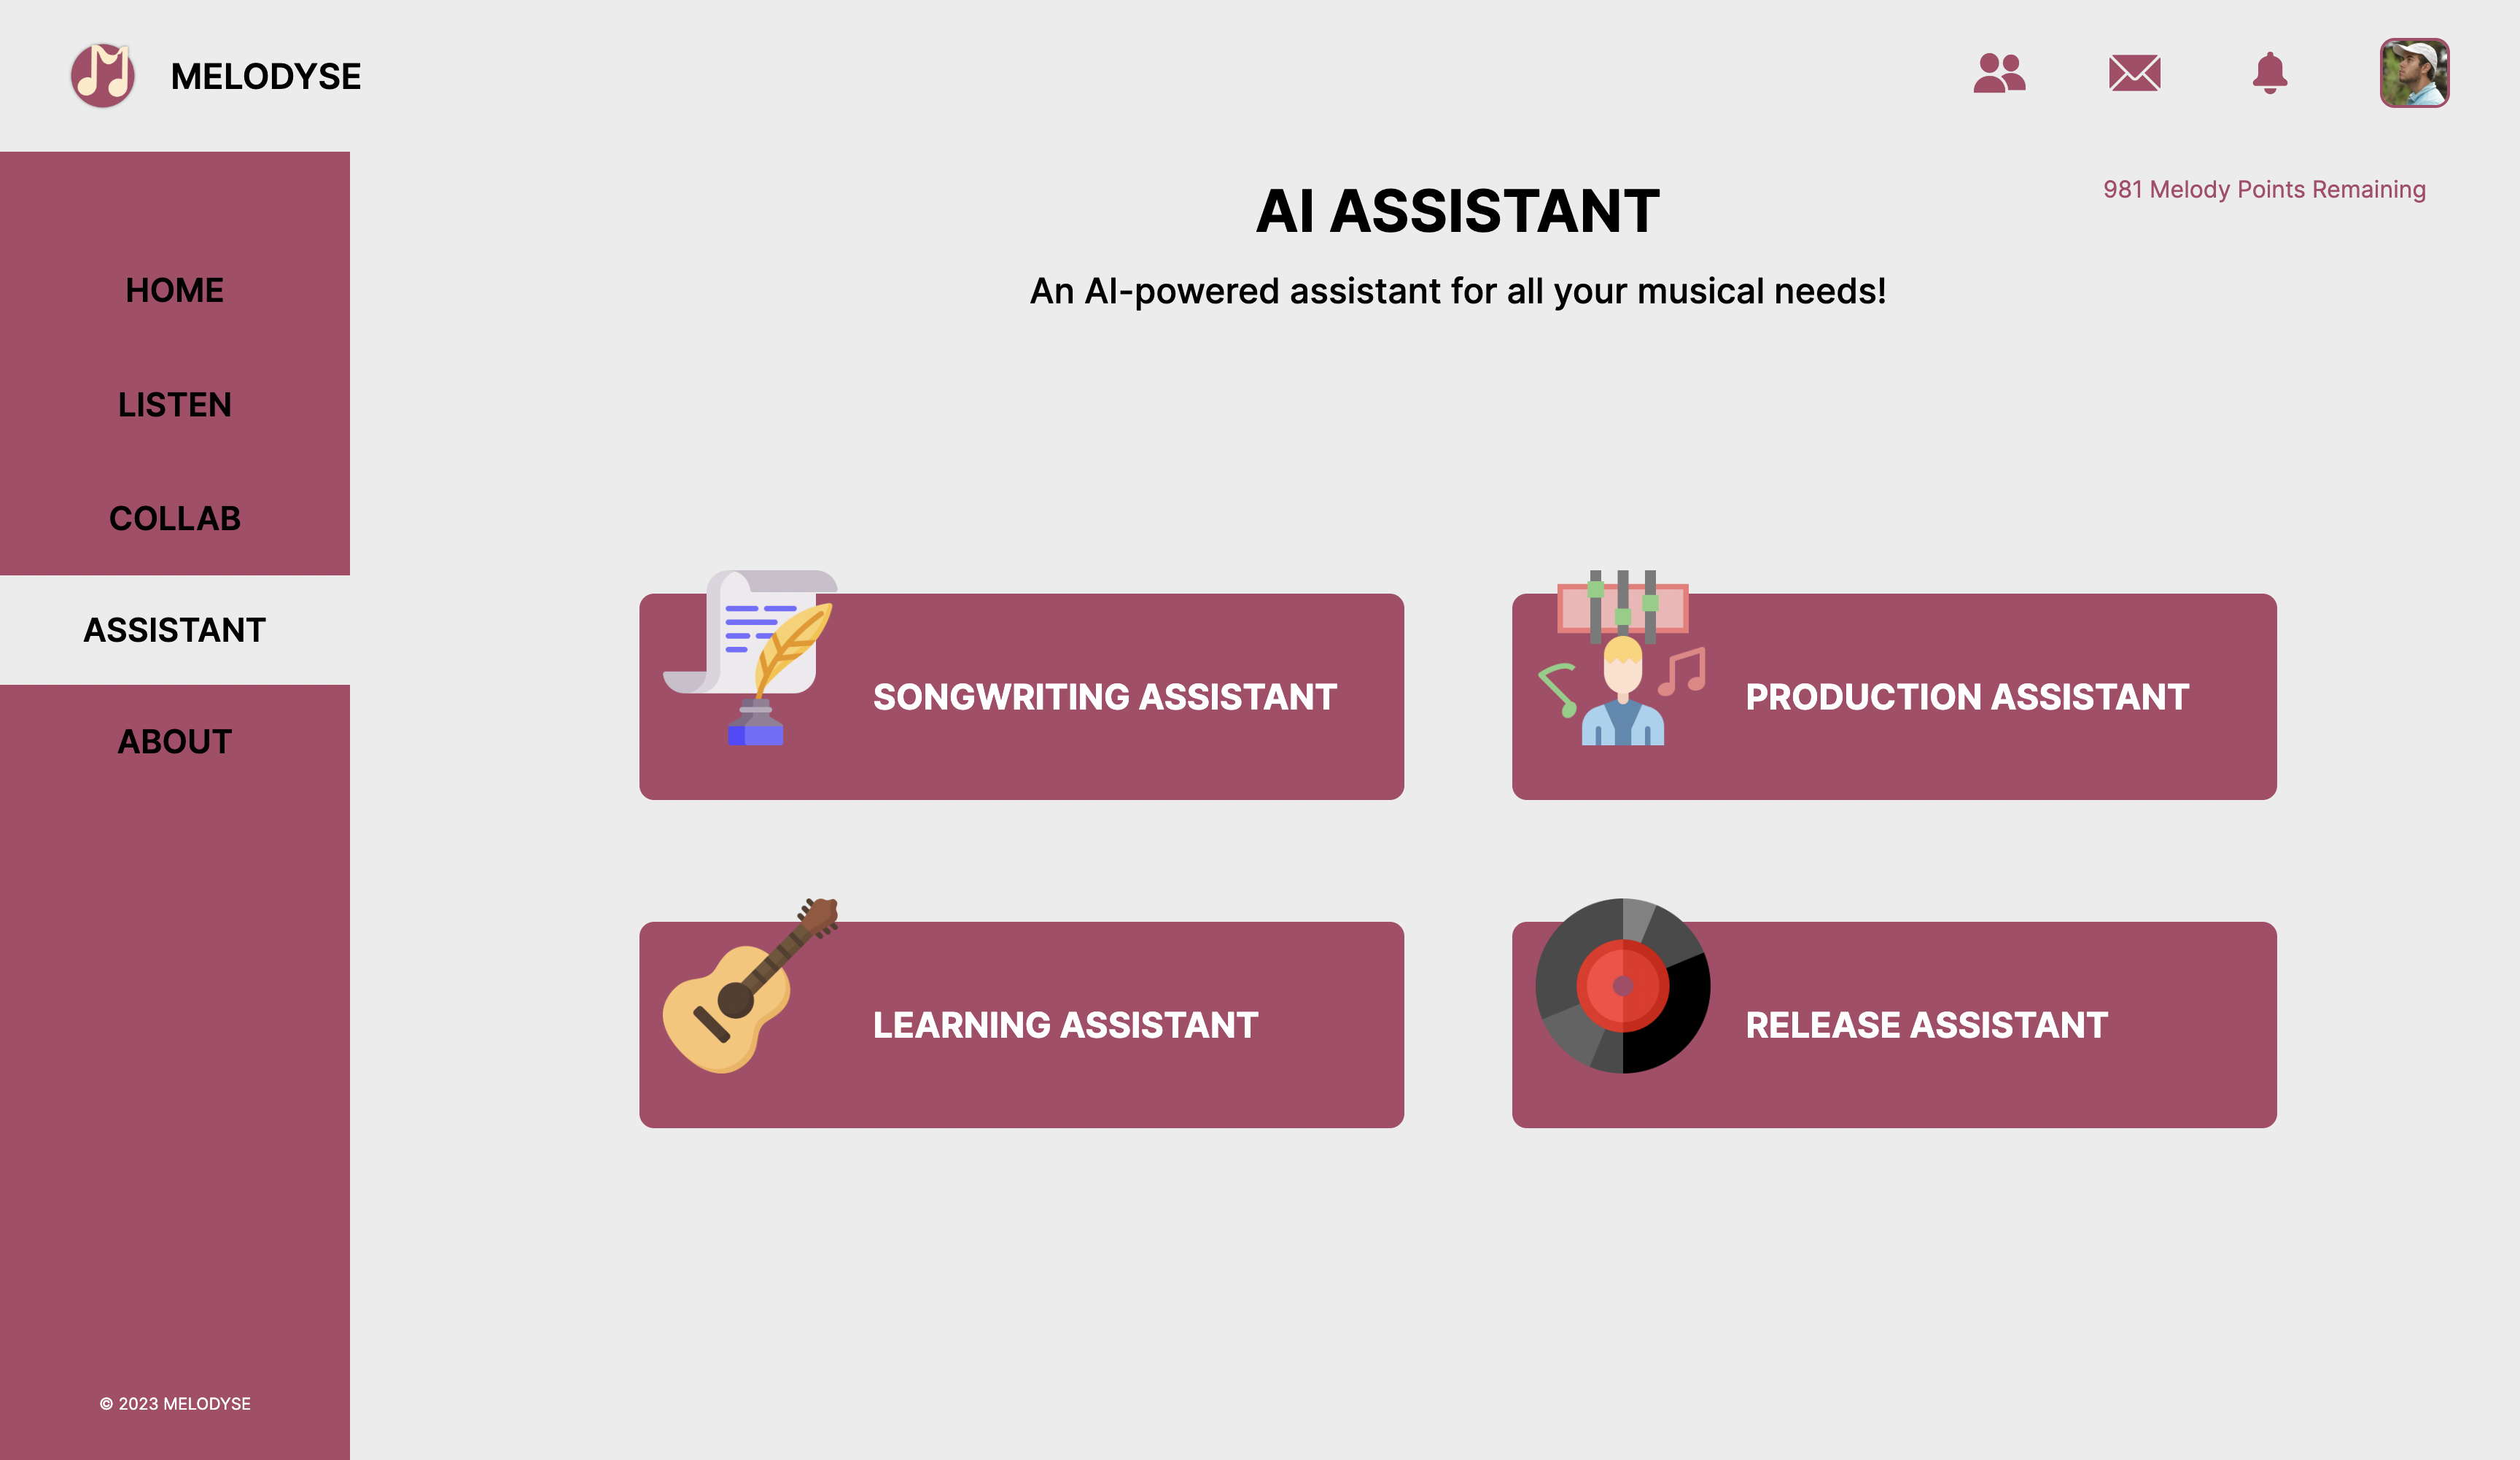 MELODYSE
981 Melody Points Remaining
AI ASSISTANT
An AI-powered assistant for all your musical needs!
HOME
LISTEN
COLLAB
ASSISTANT
ABOUT
SONGWRITING ASSISTANT
PRODUCTION ASSISTANT
LEARNING ASSISTANT
RELEASE ASSISTANT
© 2023 MELODYSE